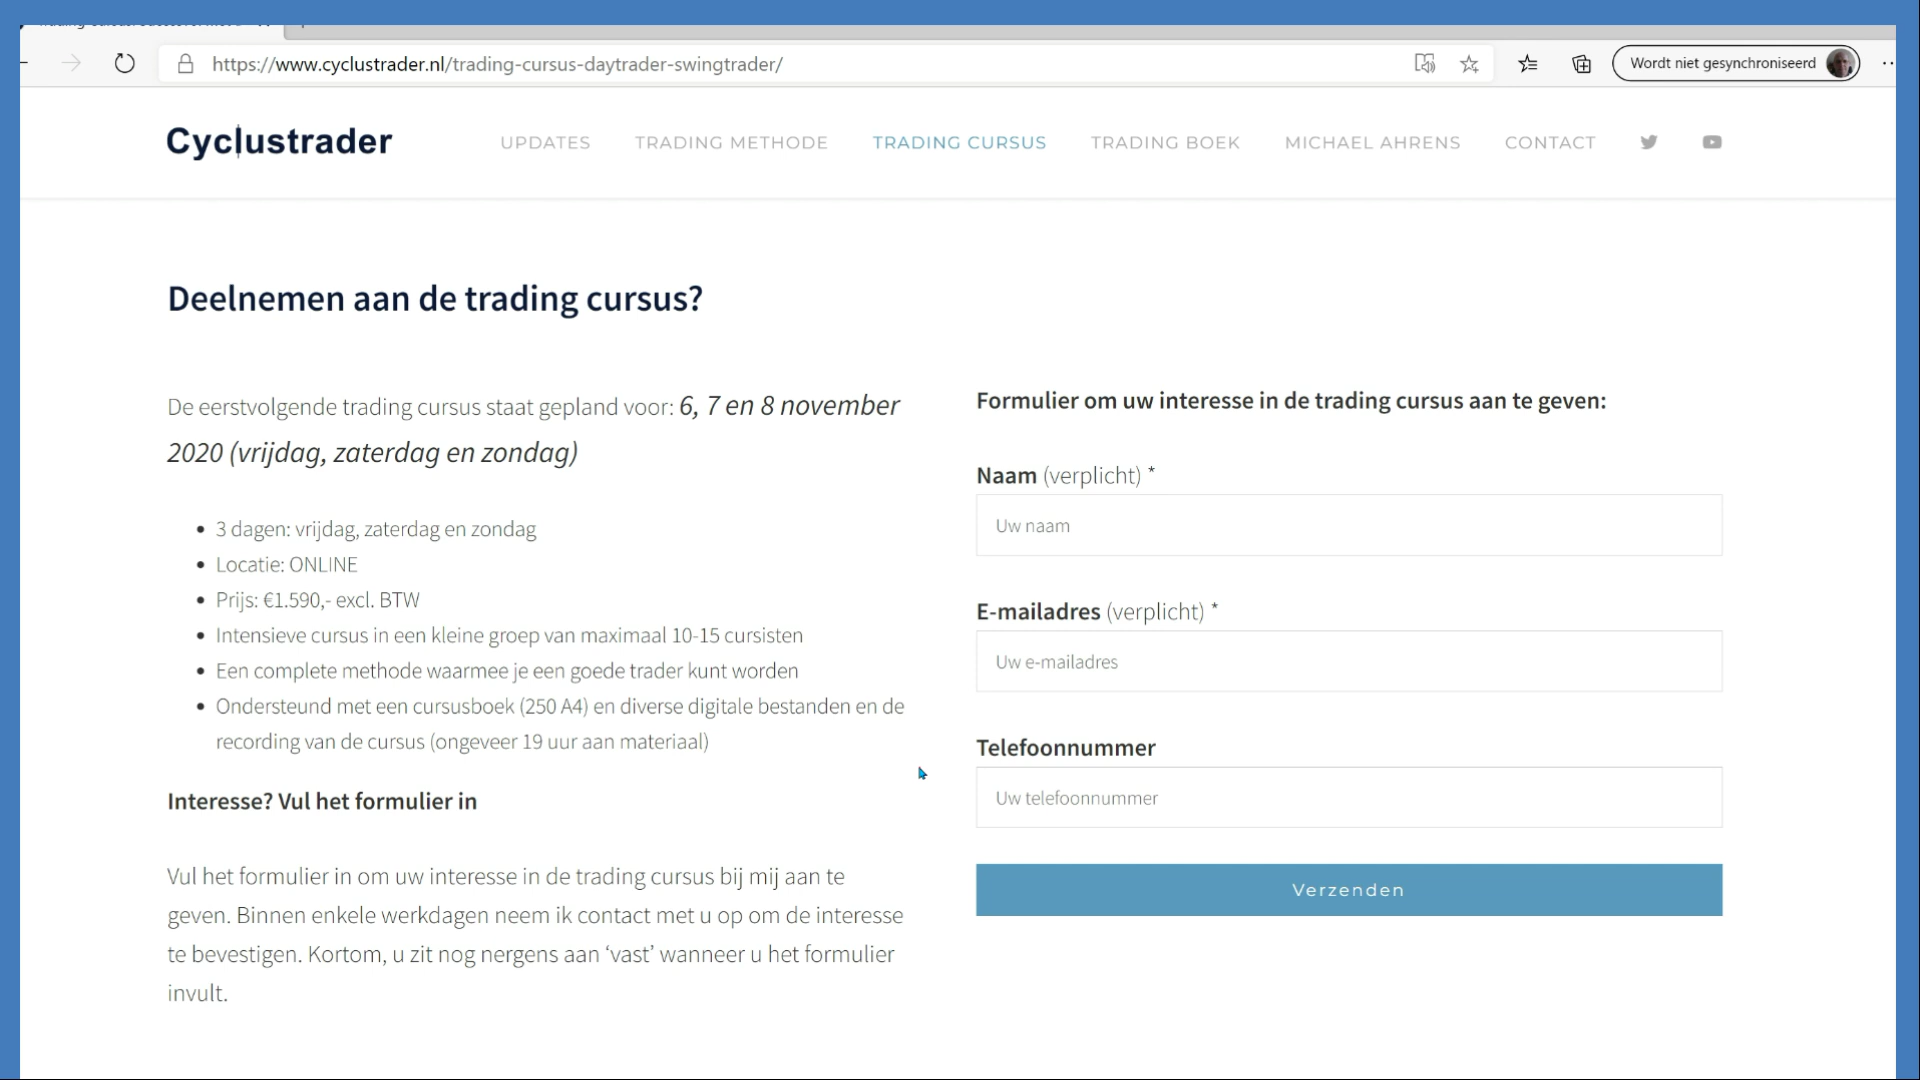 https://www.cyclustrader.nl/trading-cursus-daytrader-swingtrader/
Wordt niet gesynchroniseerd
Cyclustrader
UPDATES
TRADING METHODE
TRADING CURSUS
TRADING BOEK
MICHAEL AHRENS
CONTACT
Deelnemen aan de trading cursus?
De eerstvolgende trading cursus staat gepland voor: 6, 7 en 8 november
2020 (vrijdag, zaterdag en zondag)
• 3 dagen: vrijdag, zaterdag en zondag
• Locatie: ONLINE
• Prijs: €1.590,- excl. BTW
• Intensieve cursus in een kleine groep van maximaal 10-15 cursisten
• Een complete methode waarmee je een goede trader kunt worden
• Ondersteund met een cursusboek (250 A4) en diverse digitale bestanden en de
recording van de cursus (ongeveer 19 uur aan materiaal)
Interesse? Vul het formulier in
Vul het formulier in om uw interesse in de trading cursus bij mij aan te
geven. Binnen enkele werkdagen neem ik contact met u op om de interesse
te bevestigen. Kortom, u zit nog nergens aan ‘vast’ wanneer u het formulier
invult.
Formulier om uw interesse in de trading cursus aan te geven:
Naam (verplicht) *
Uw naam
E-mailadres (verplicht) *
Uw e-mailadres
Telefoonnummer
Uw telefoonnummer
Verzenden